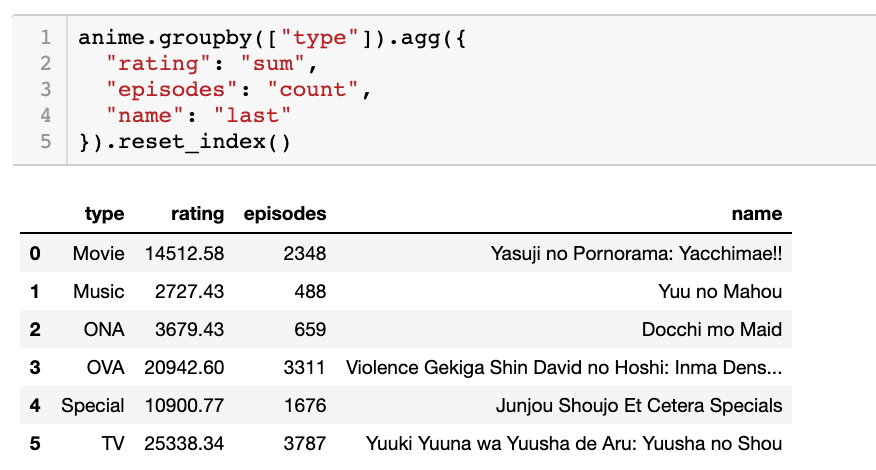 1 anime.groupby(["type"]).agg({
2 "rating": "sum",
3 "episodes": "count",
4 "name": "last"
5 }).reset_index()
type rating episodes name
0 Movie 14512.58 2348 Yasuji no Pornorama: Yacchimae!!
1 Music 2727.43 488 Yuu no Mahou
2 ONA 3679.43 659 Docchi mo Maid
3 OVA 20942.60 3311 Violence Gekiga Shin David no Hoshi: Inma Dens...
4 Special 10900.77 1676 Junjou Shoujo Et Cetera Specials
5 TV 25338.34 3787 Yuuki Yuuna wa Yuusha de Aru: Yuusha no Shou